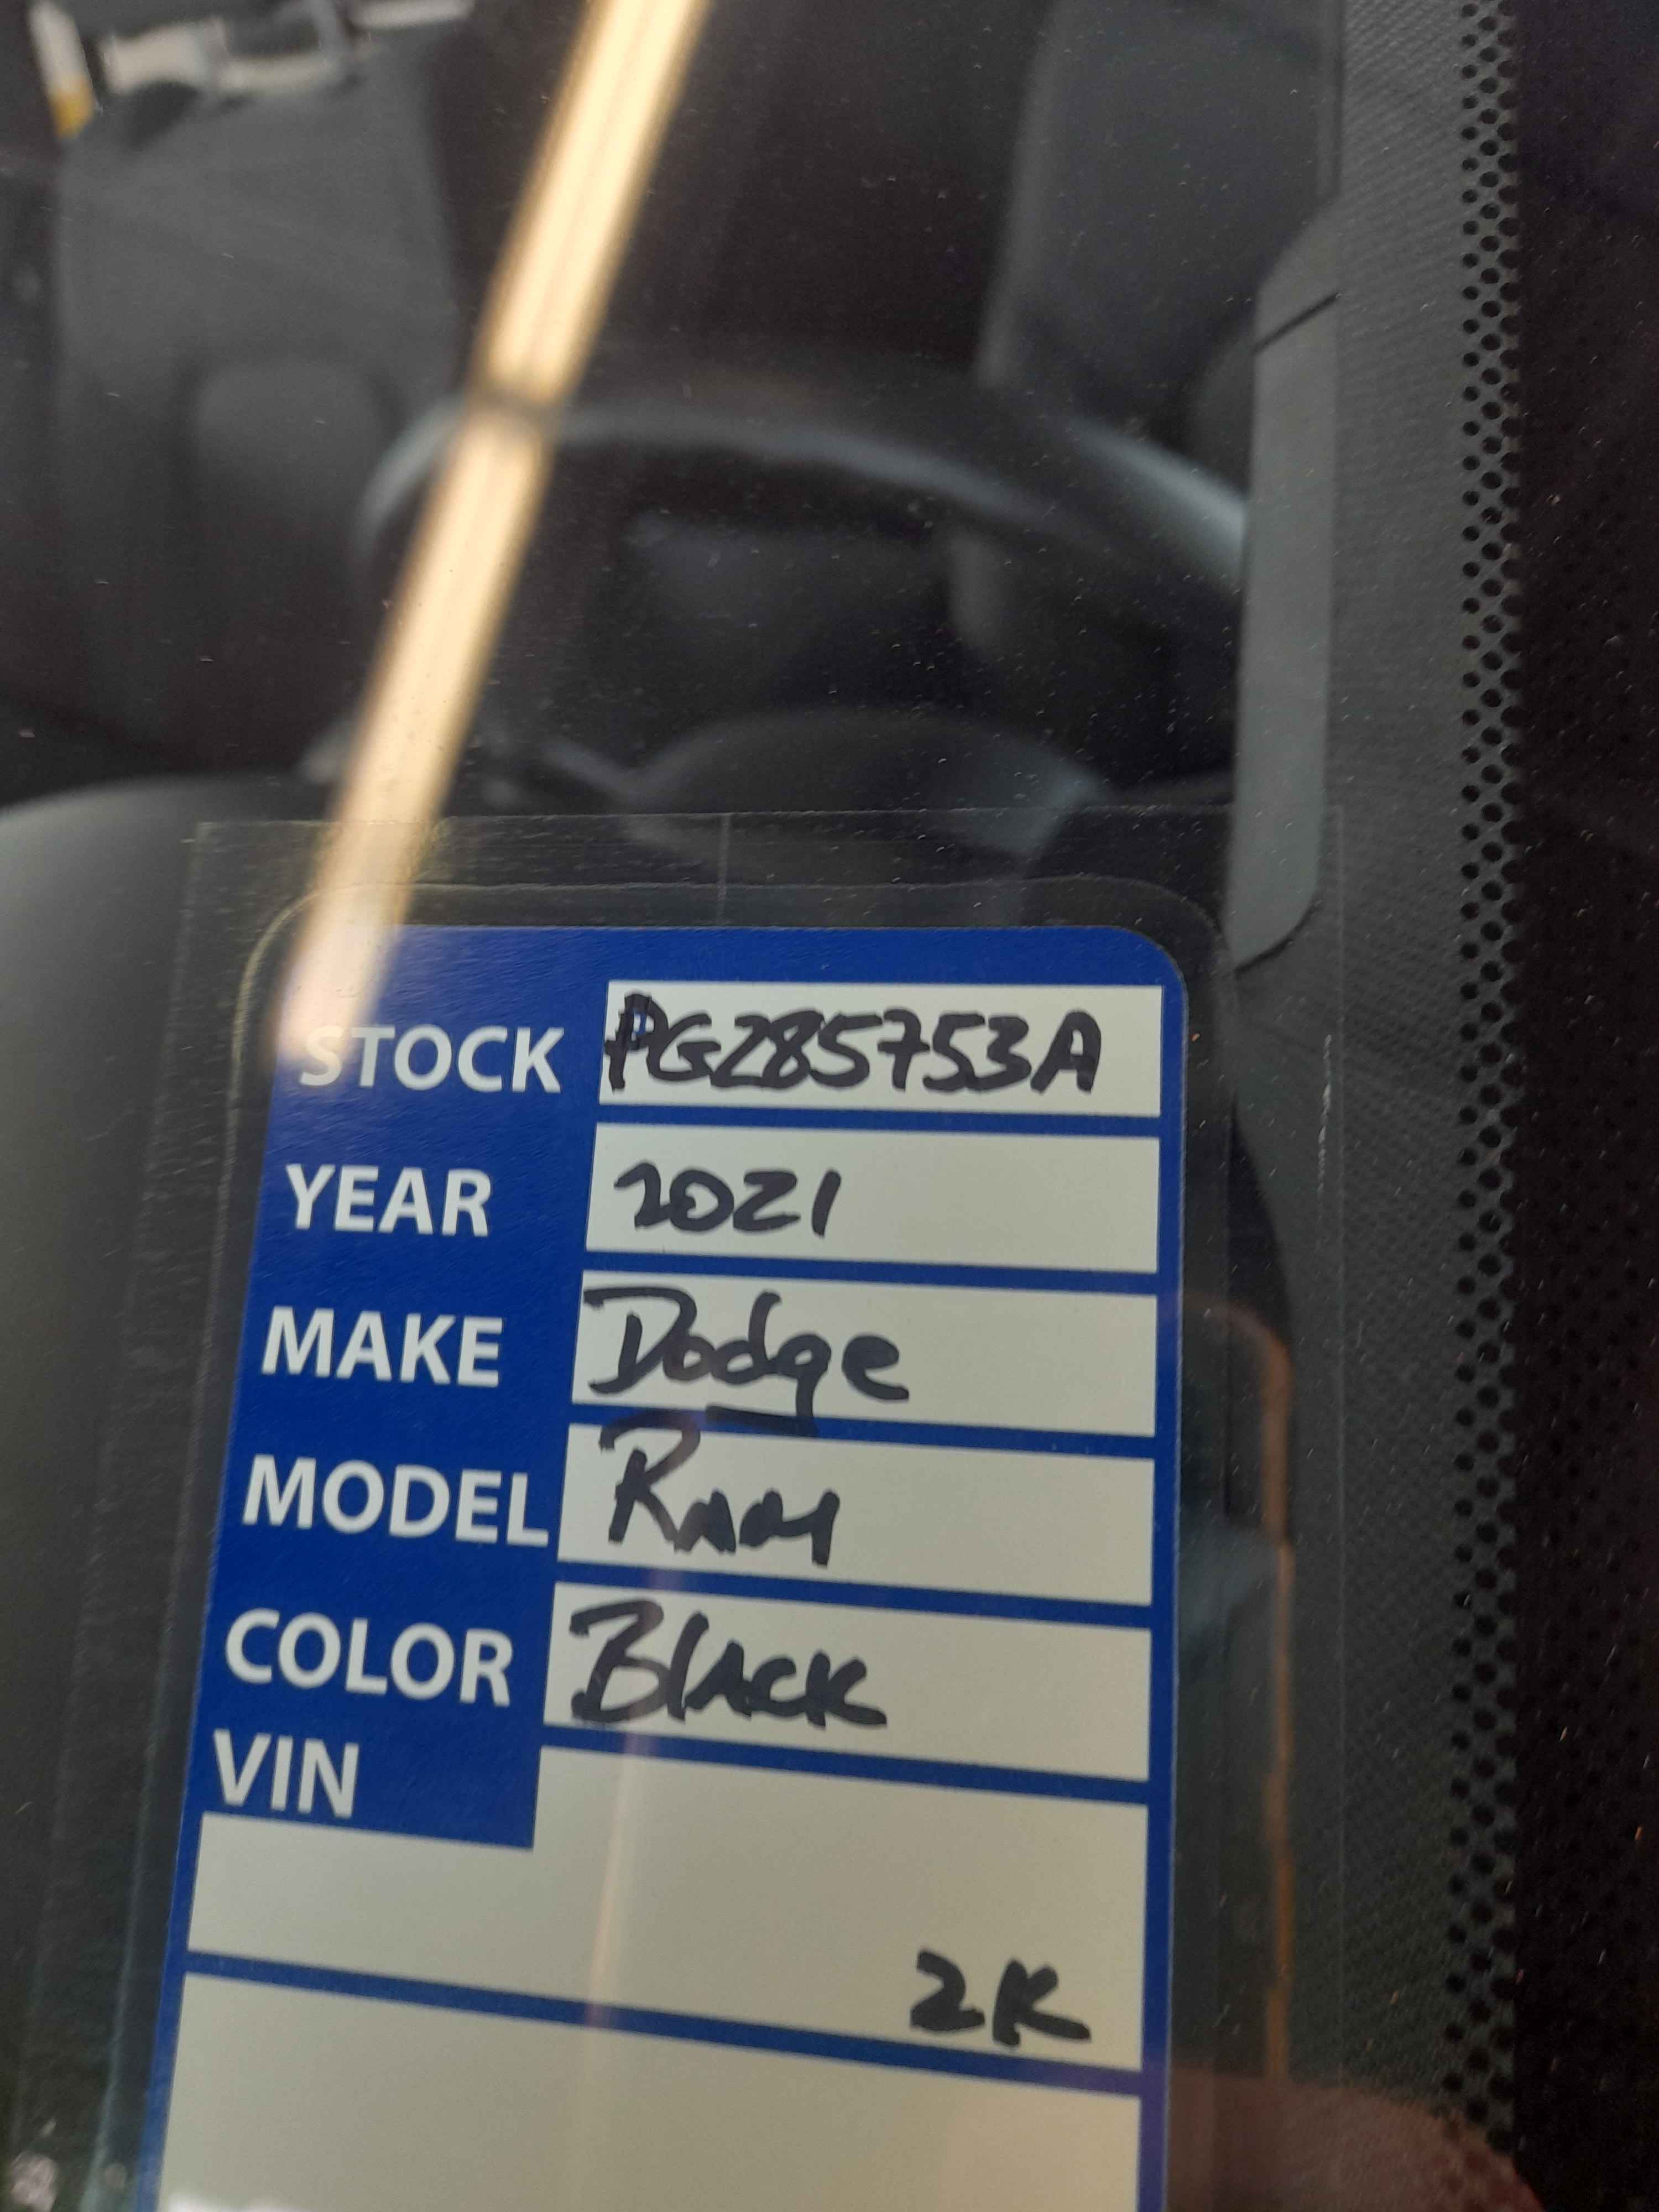 STOCK PG285753A
YEAR 2021
MAKE Dodge
MODEL RAM
COLOR Black
VIN
2K